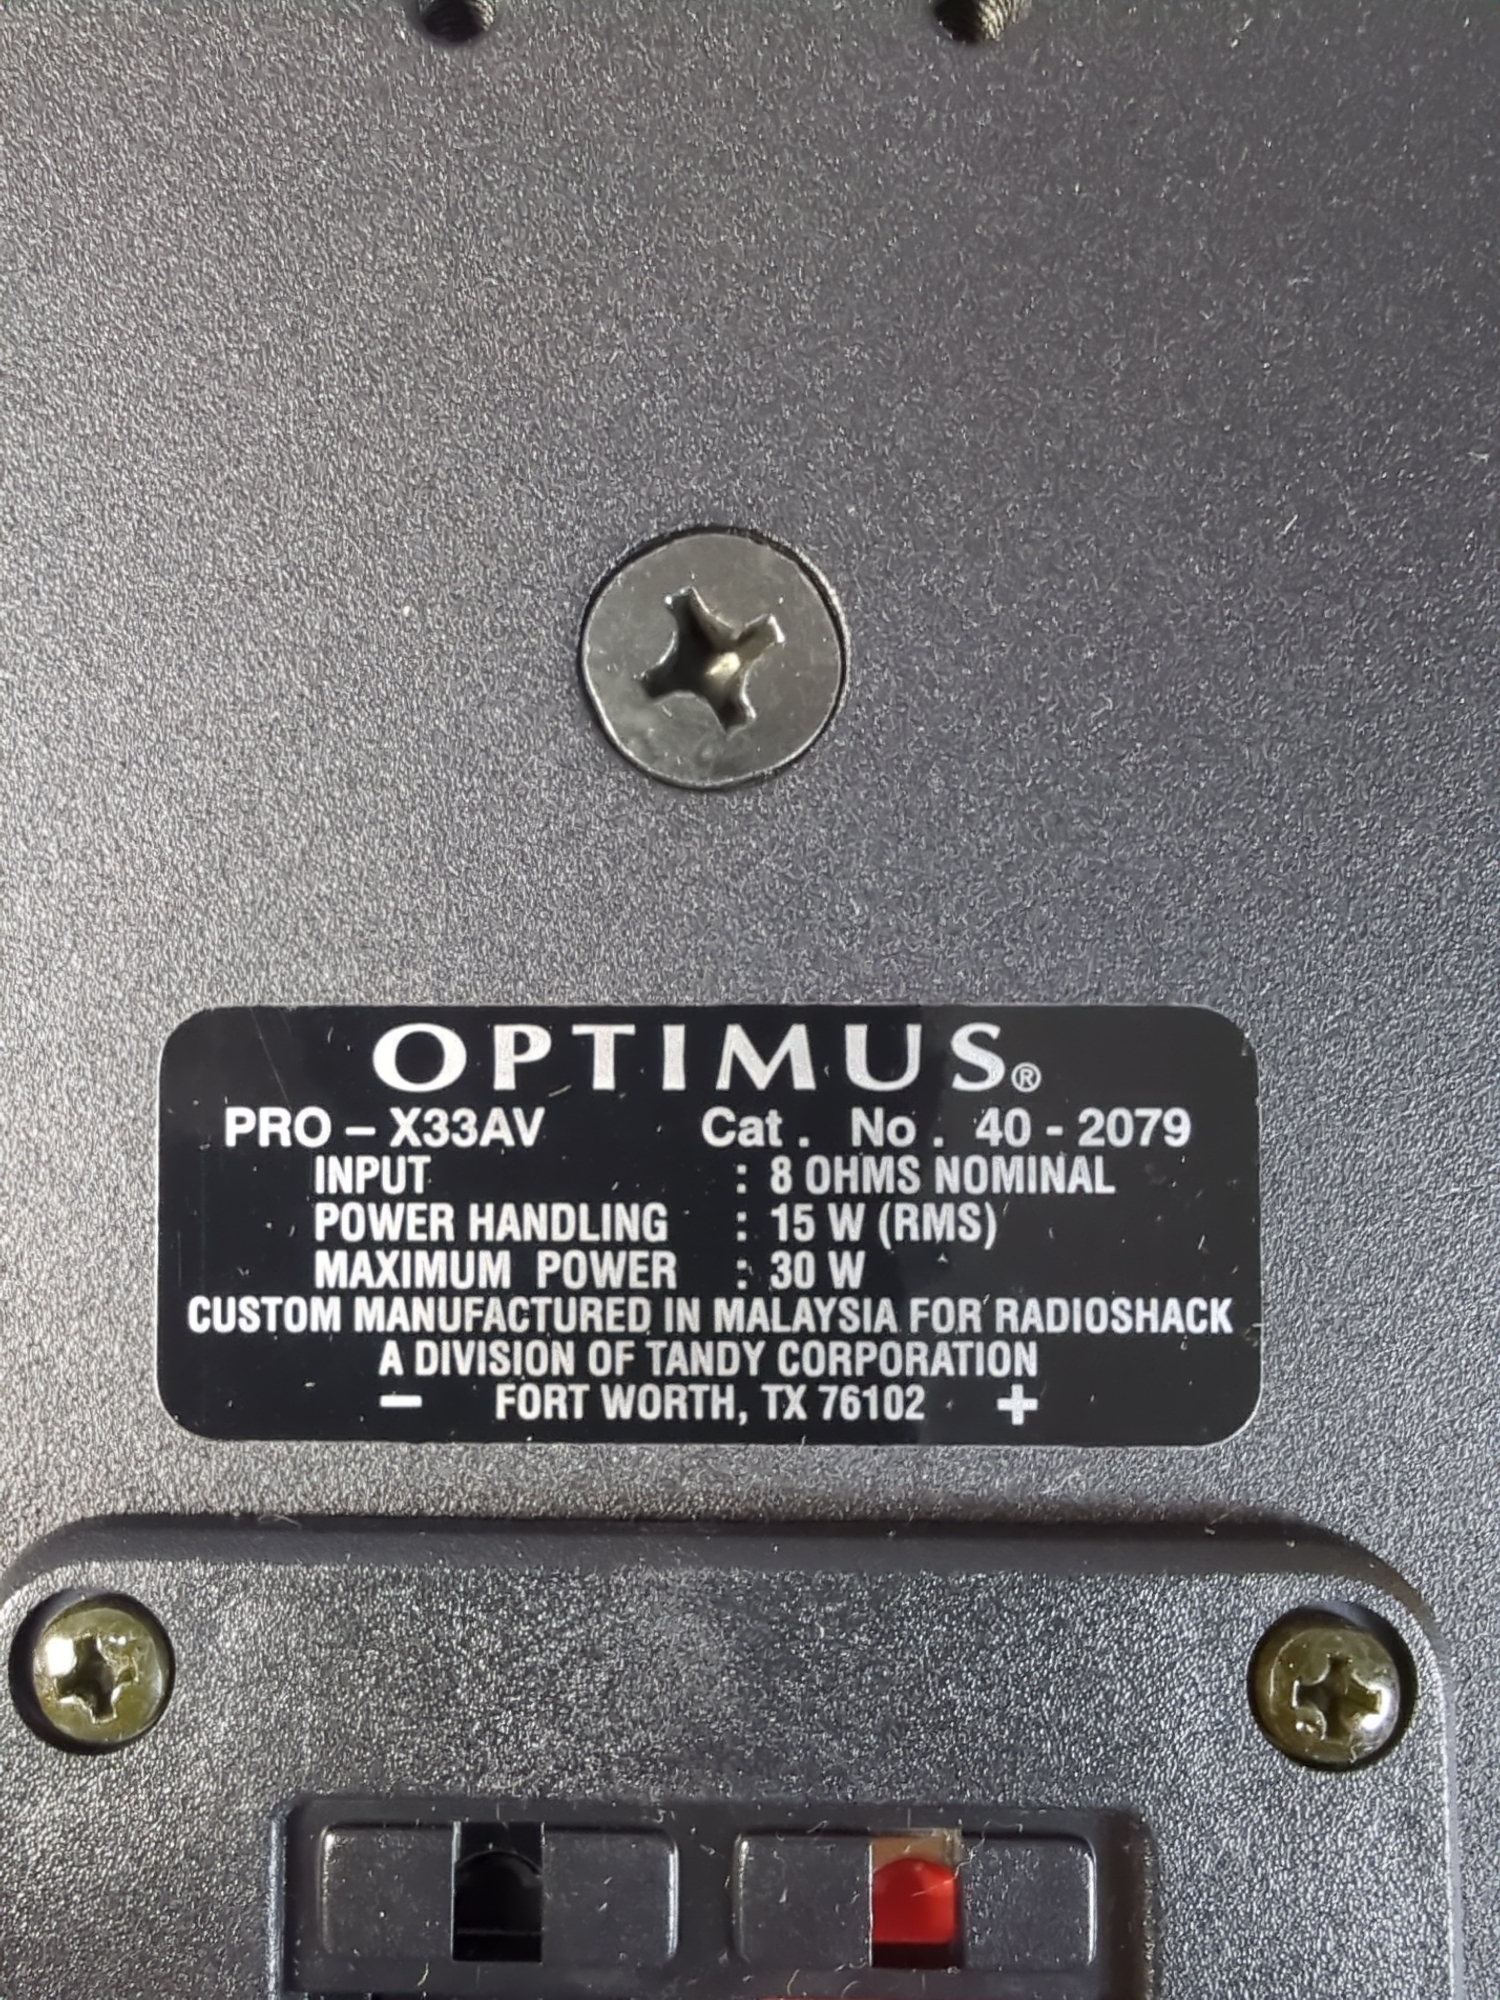 OPTIMUS®
PRO – X33AV Cat. No. 40 - 2079
INPUT : 8 OHMS NOMINAL
POWER HANDLING : 15 W (RMS)
MAXIMUM POWER : 30 W
CUSTOM MANUFACTURED IN MALAYSIA FOR RADIOSHACK
A DIVISION OF TANDY CORPORATION
– FORT WORTH, TX 76102 +